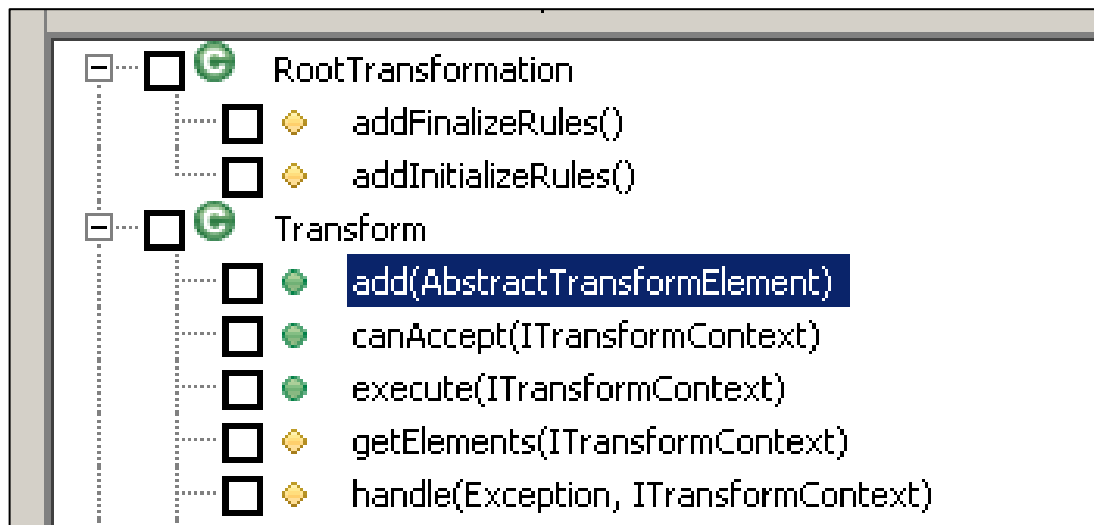 RootTransformation
addFinalizeRules()
addInitializeRules()
Transform
add(AbstractTransformElement)
canAccept(ITransformContext)
execute(ITransformContext)
getElements(ITransformContext)
handle(Exception, ITransformContext)